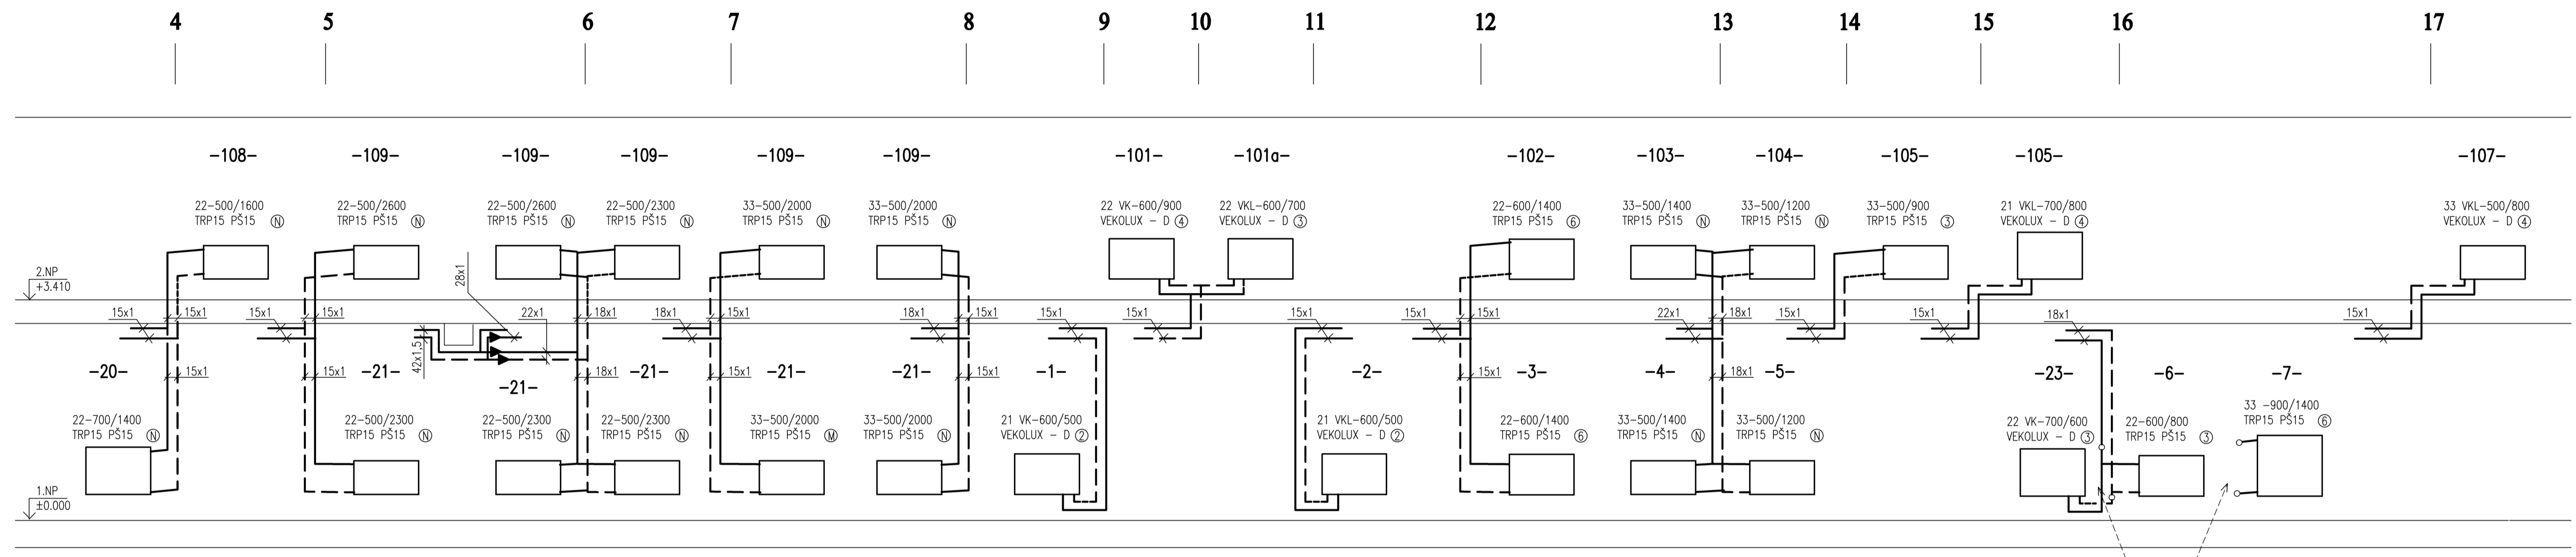 4 5 6 7 8 9 10 11 12 13 14 15 16 17
-108- -109- -109- -109- -109- -109- -101- -101a- -102- -103- -104- -105- -105- -107-
22-500/1600
TRP15 PŠ15 N
22-500/2600
TRP15 PŠ15 N
22-500/2600
TRP15 PŠ15 N
22-500/2300
TRP15 PŠ15 N
33-500/2000
TRP15 PŠ15 N
33-500/2000
TRP15 PŠ15 N
22 VK-600/900
VEKOLUX - D 4
22 VKL-600/700
VEKOLUX - D 3
22-600/1400
TRP15 PŠ15 6
33-500/1400
TRP15 PŠ15 N
33-500/1200
TRP15 PŠ15 N
33-500/900
TRP15 PŠ15 3
21 VKL-700/800
VEKOLUX - D 4
33 VKL-500/800
VEKOLUX - D 4
2.NP
+3.410
28x1
15x1 15x1 15x1 15x1 22x1 18x1 18x1 15x1 18x1 15x1 15x1 15x1 15x1 15x1 15x1 22x1 18x1 15x1 15x1 18x1 15x1
42x1,5
-20- 15x1 15x1 -21- -21- 18x1 -21- 15x1 -21- -21- 15x1 -1- -2- 15x1 -3- -4- 18x1 -5- -23- -6- -7-
22-700/1400
TRP15 PŠ15 N
22-500/2300
TRP15 PŠ15 N
22-500/2300
TRP15 PŠ15 N
22-500/2300
TRP15 PŠ15 N
33-500/2000
TRP15 PŠ15 M
33-500/2000
TRP15 PŠ15 N
21 VK-600/500
VEKOLUX - D 2
21 VKL-600/500
VEKOLUX - D 2
22-600/1400
TRP15 PŠ15 6
33-500/1400
TRP15 PŠ15 N
33-500/1200
TRP15 PŠ15 N
22 VK-700/600
VEKOLUX - D 3
22-600/800
TRP15 PŠ15 3
33 -900/1400
TRP15 PŠ15 6
1.NP
±0.000